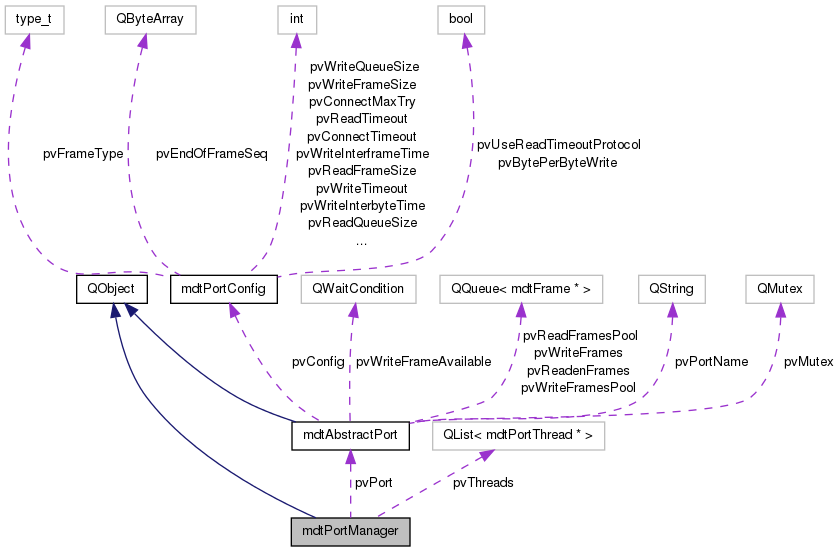 type_t
QByteArray
int
bool
pvWriteQueueSize
pvWriteFrameSize
pvConnectMaxTry
pvReadTimeout
pvConnectTimeout
pvWriteInterframeTime
pvReadFrameSize
pvWriteTimeout
pvWriteInterbyteTime
pvReadQueueSize
...
pvFrameType
pvEndOfFrameSeq
pvUseReadTimeoutProtocol
pvBytePerByteWrite
QObject
mdtPortConfig
QWaitCondition
QQueue< mdtFrame * >
QString
QMutex
pvConfig
pvWriteFrameAvailable
pvReadFramesPool
pvWriteFrames
pvReadenFrames
pvWriteFramesPool
pvPortName
pvMutex
mdtAbstractPort
QList< mdtPortThread * >
pvPort
pvThreads
mdtPortManager